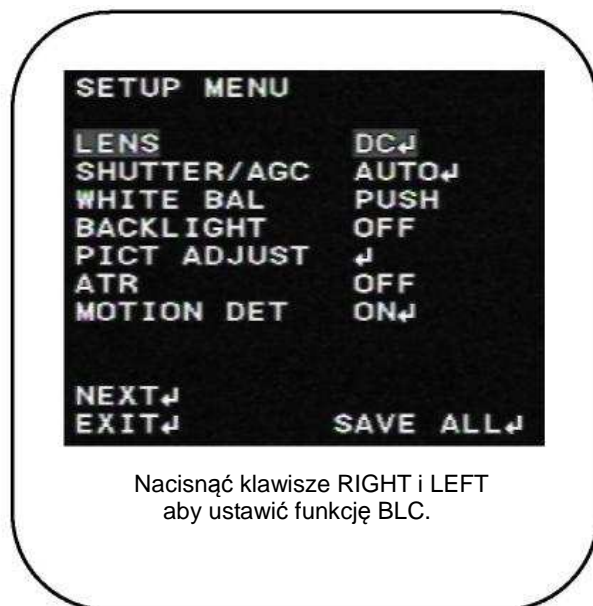 SETUP MENU
LENS DC↲
SHUTTER/AGC AUTO↲
WHITE BAL PUSH
BACKLIGHT OFF
PICT ADJUST ↲
ATR OFF
MOTION DET ON↲
NEXT↲
EXIT↲ SAVE ALL↲
Nacisnąć klawisze RIGHT i LEFT
aby ustawić funkcję BLC.